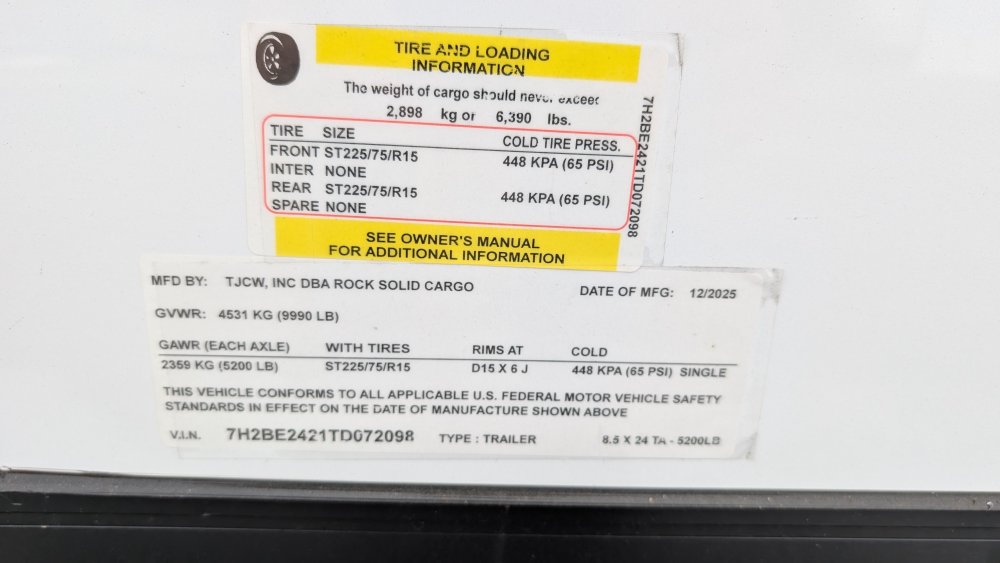 TIRE AND LOADING
INFORMATION
The weight of cargo should never exceed
2,898 kg or 6,390 lbs.
TIRE SIZE COLD TIRE PRESS.
FRONT ST225/75/R15 448 KPA (65 PSI)
INTER NONE
REAR ST225/75/R15 448 KPA (65 PSI)
SPARE NONE
SEE OWNER'S MANUAL
FOR ADDITIONAL INFORMATION
7H2BE2421TD072098
MFD BY: TJCW, INC DBA ROCK SOLID CARGO DATE OF MFG: 12/2025
GVWR: 4531 KG (9990 LB)
GAWR (EACH AXLE) WITH TIRES RIMS AT COLD
2359 KG (5200 LB) ST225/75/R15 D15 X 6 J 448 KPA (65 PSI) SINGLE
THIS VEHICLE CONFORMS TO ALL APPLICABLE U.S. FEDERAL MOTOR VEHICLE SAFETY
STANDARDS IN EFFECT ON THE DATE OF MANUFACTURE SHOWN ABOVE
V.I.N. 7H2BE2421TD072098 TYPE : TRAILER 8.5 X 24 TA - 5200LB